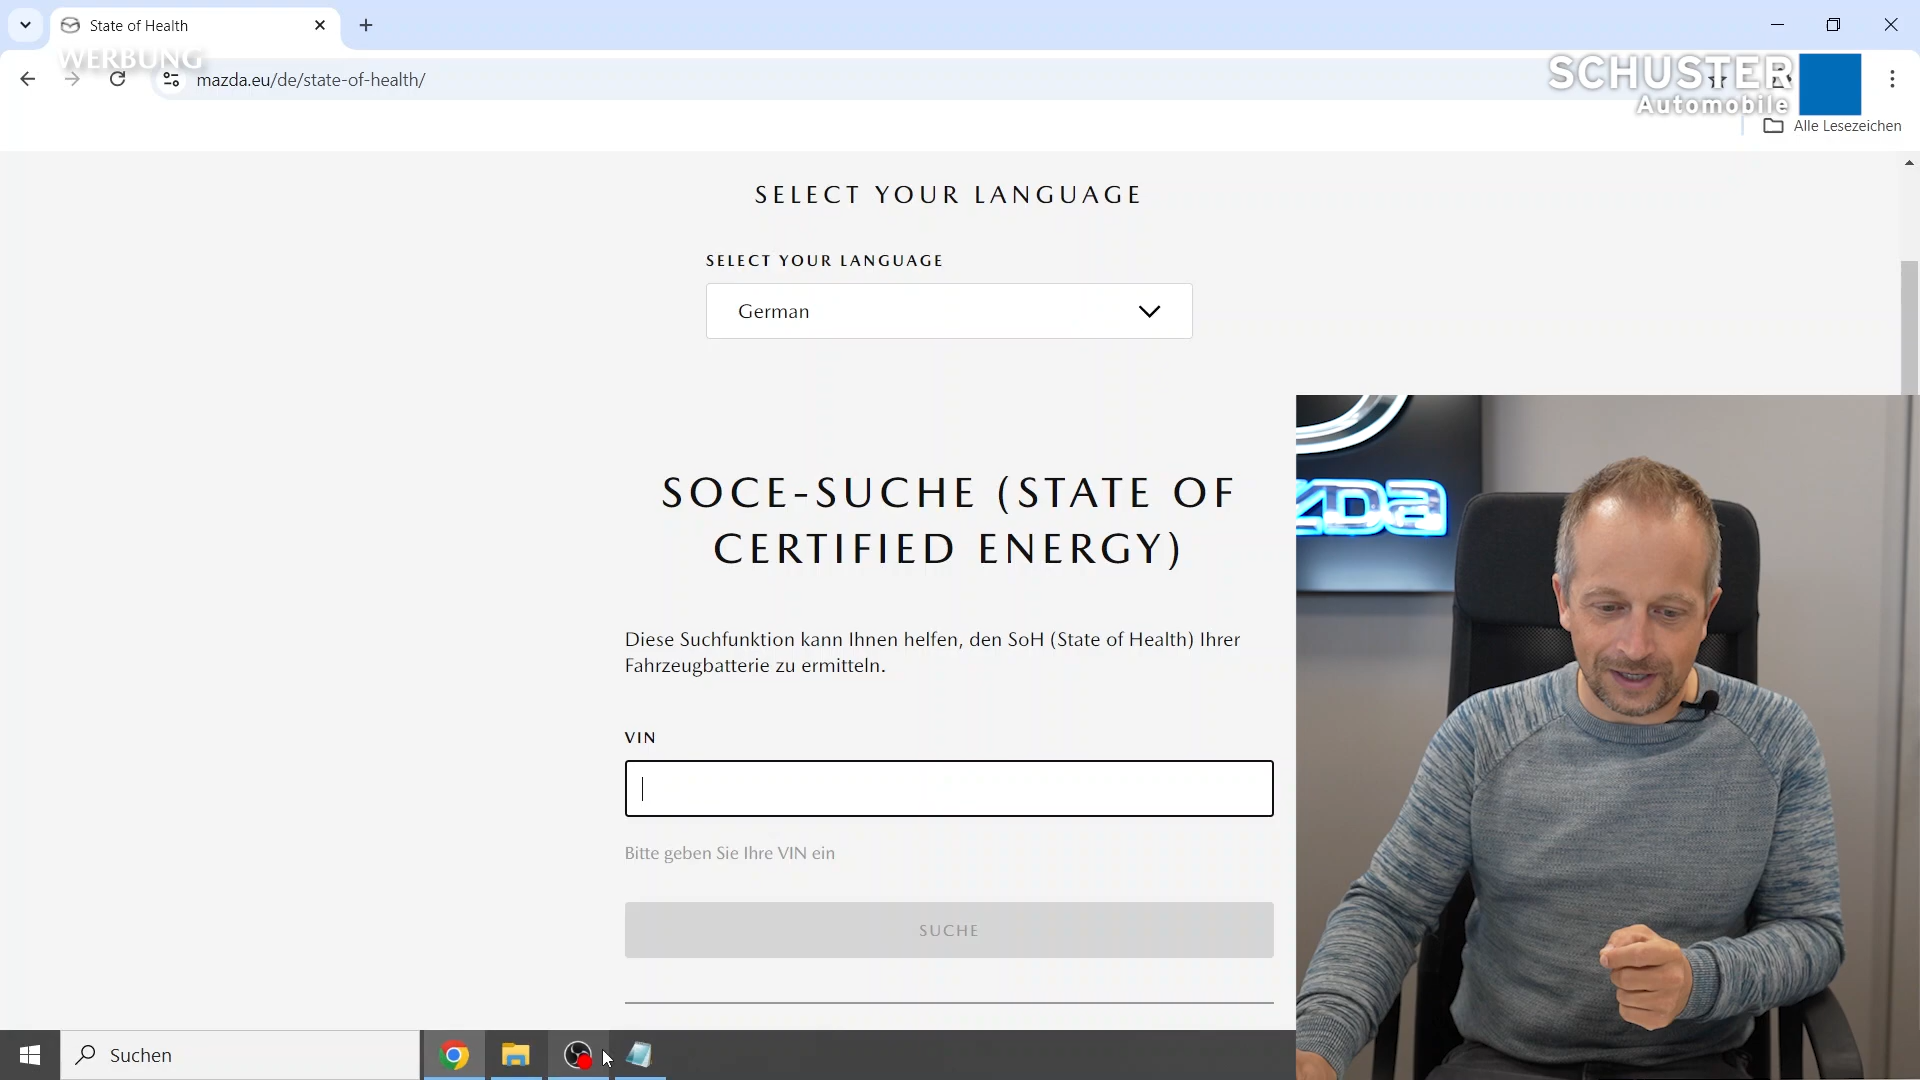 State of Health
WERBUNG
mazda.eu/de/state-of-health/
SCHUSTER
Automobile
Alle Lesezeichen
SELECT YOUR LANGUAGE
SELECT YOUR LANGUAGE
German
SOCE-SUCHE (STATE OF
CERTIFIED ENERGY)
Diese Suchfunktion kann Ihnen helfen, den SoH (State of Health) Ihrer
Fahrzeugbatterie zu ermitteln.
VIN
Bitte geben Sie Ihre VIN ein
SUCHE
Suchen